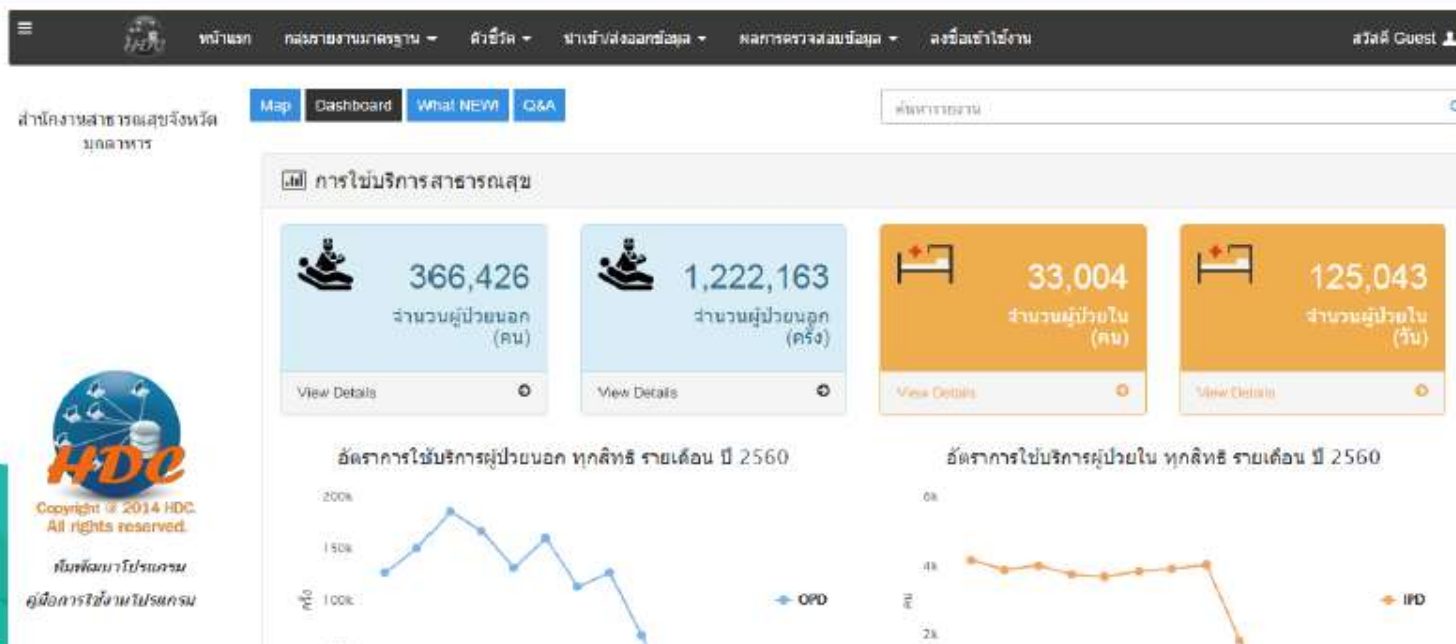 หน้าแรก กลุ่มรายงานมาตรฐาน ตัวชี้วัด นำเข้า/ส่งออกข้อมูล ผลการตรวจสอบข้อมูล ลงชื่อเข้าใช้งาน สวัสดี Guest
สำนักงานสาธารณสุขจังหวัด
มุกดาหาร
Map Dashboard What NEW! Q&A ค้นหารายงาน
การใช้บริการสาธารณสุข
366,426
จำนวนผู้ป่วยนอก
(คน)
View Details
1,222,163
จำนวนผู้ป่วยนอก
(ครั้ง)
View Details
33,004
จำนวนผู้ป่วยใน
(คน)
View Details
125,043
จำนวนผู้ป่วยใน
(วัน)
View Details
HDC
Copyright @ 2014 HDC.
All rights reserved.
ทีมพัฒนาโปรแกรม
คู่มือการใช้งานโปรแกรม
อัตราการใช้บริการผู้ป่วยนอก ทุกสิทธิ รายเดือน ปี 2560
200k
150k
100k
ครั้ง
OPD
อัตราการใช้บริการผู้ป่วยใน ทุกสิทธิ รายเดือน ปี 2560
6k
4k
2k
คน
IPD